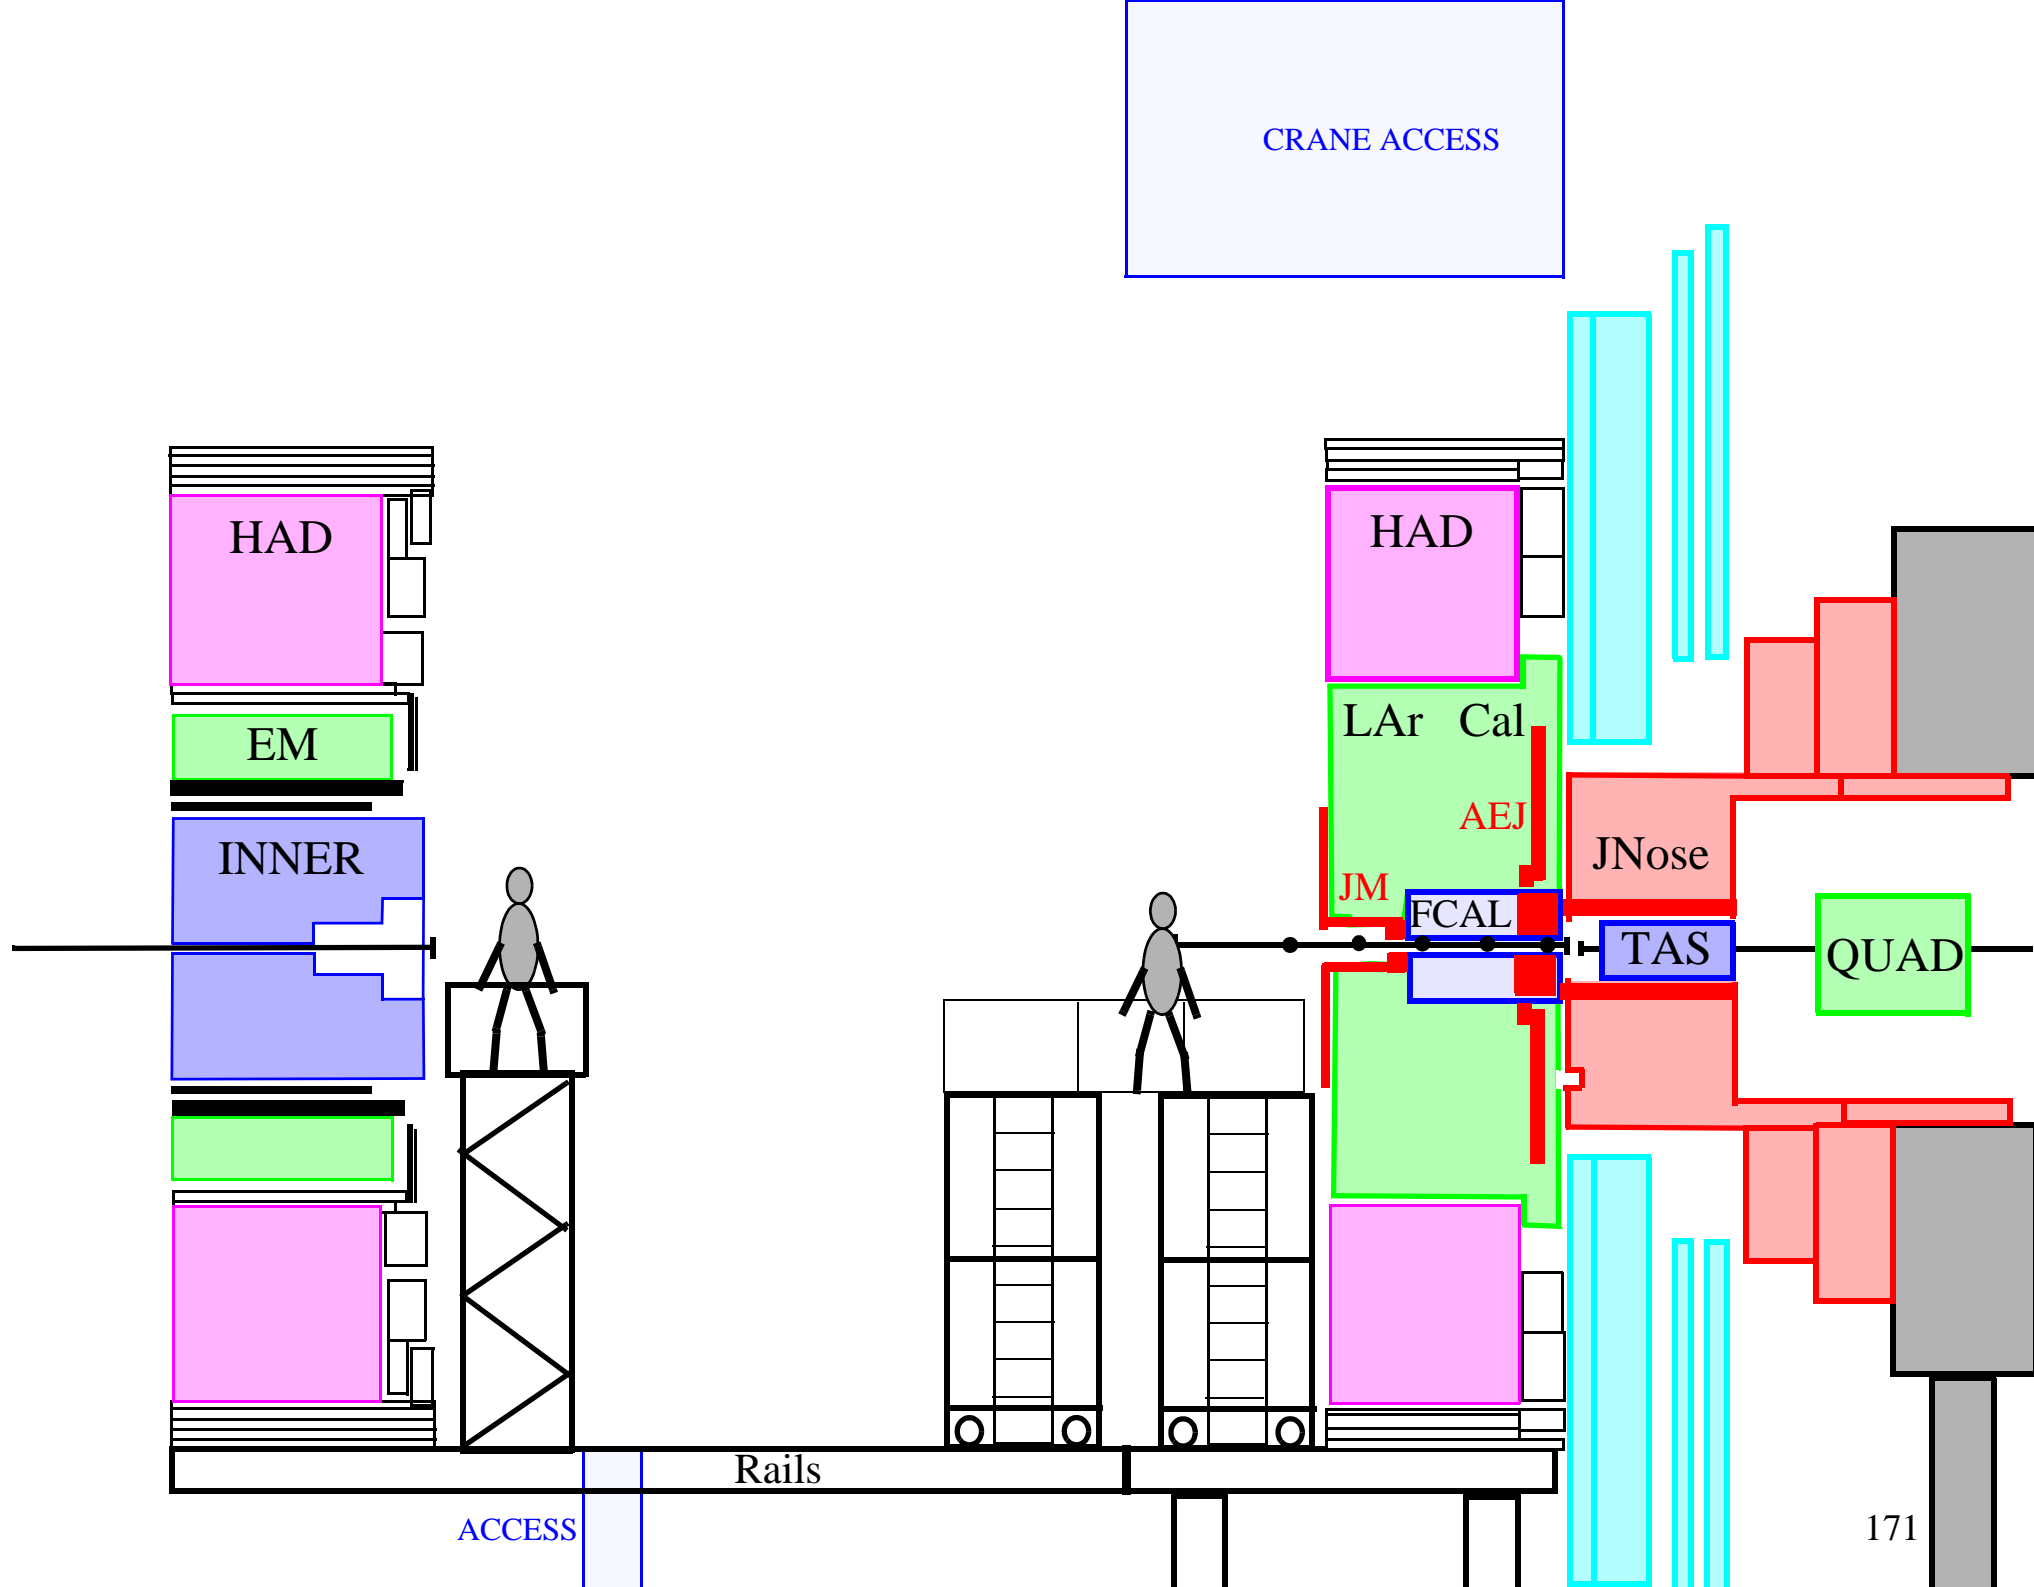 CRANE ACCESS
HAD
HAD
EM
LAr Cal
AEJ
INNER
JNose
JM
FCAL
TAS
QUAD
Rails
ACCESS
171